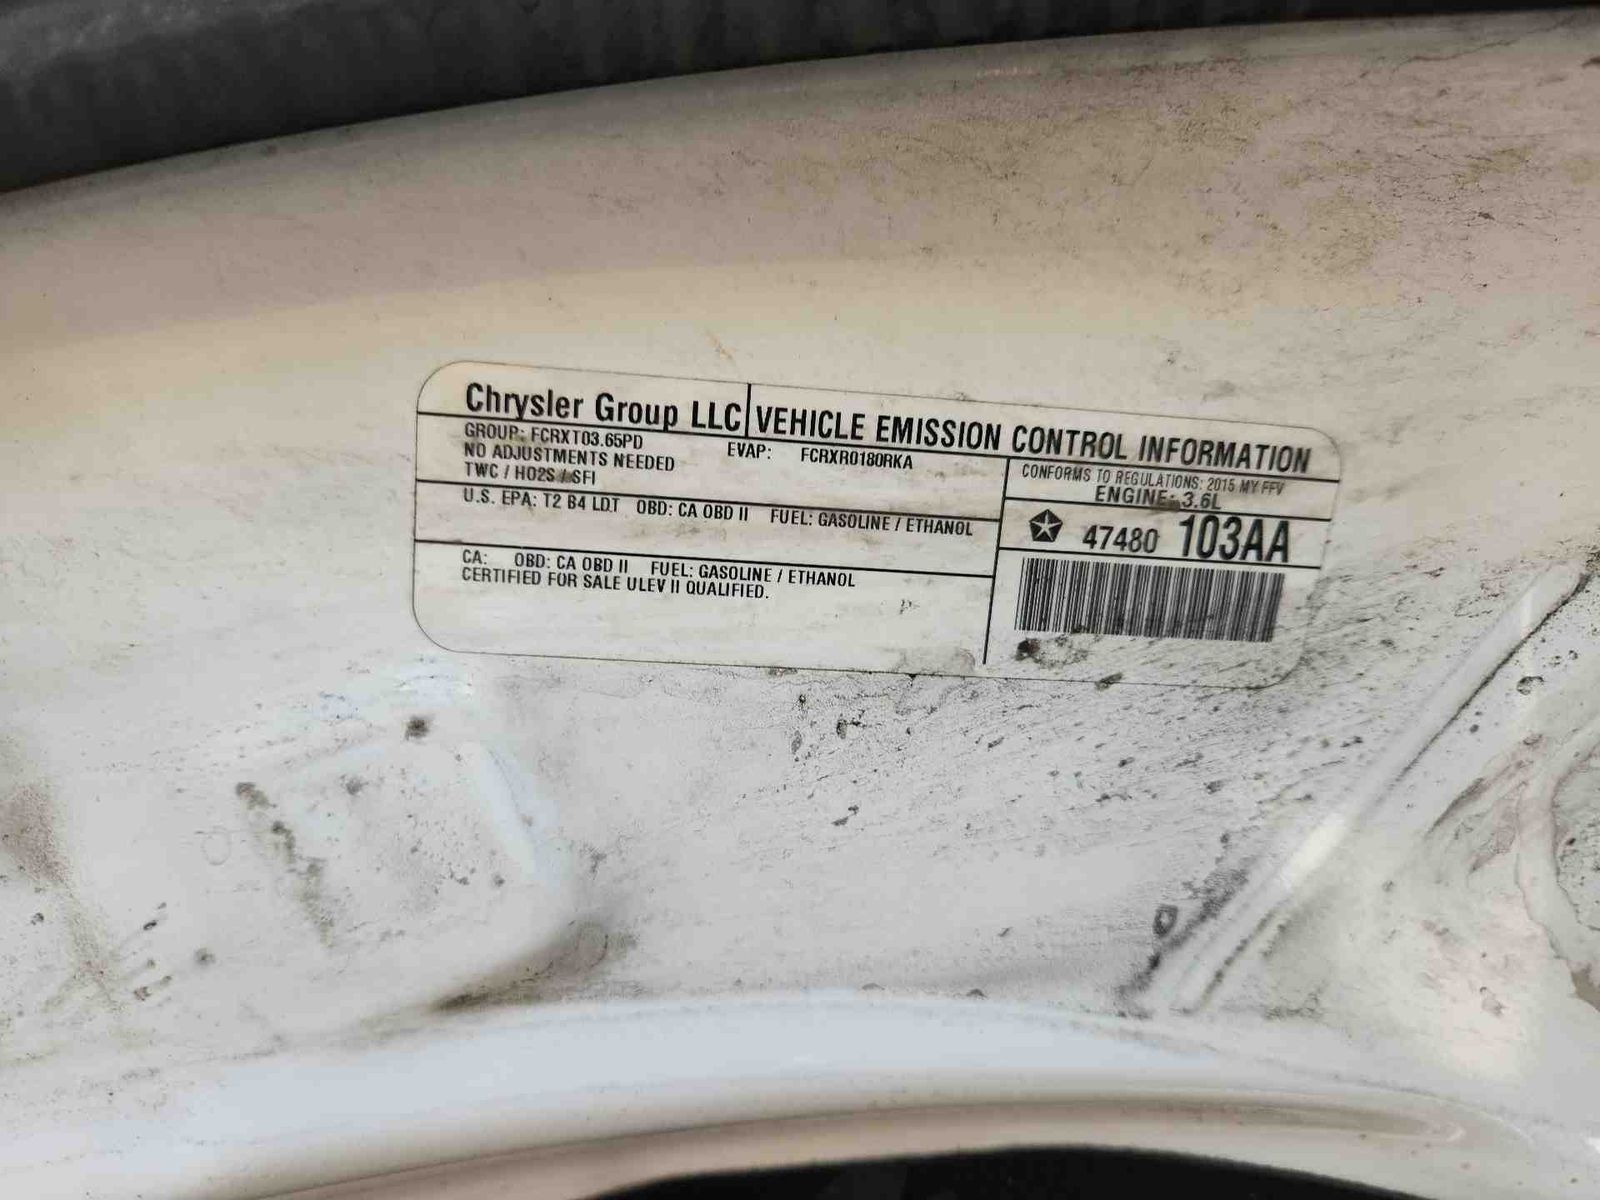 Chrysler Group LLC VEHICLE EMISSION CONTROL INFORMATION
GROUP: FCRXT03.65PD EVAP: FCRXR0180RKA
NO ADJUSTMENTS NEEDED
TWC / HO2S / SFI
U.S. EPA: T2 B4 LDT OBD: CA OBD II FUEL: GASOLINE / ETHANOL
CA: OBD: CA OBD II FUEL: GASOLINE / ETHANOL
CERTIFIED FOR SALE ULEV II QUALIFIED.
CONFORMS TO REGULATIONS: 2015 MY FFV
ENGINE: 3.6L
47480 103AA